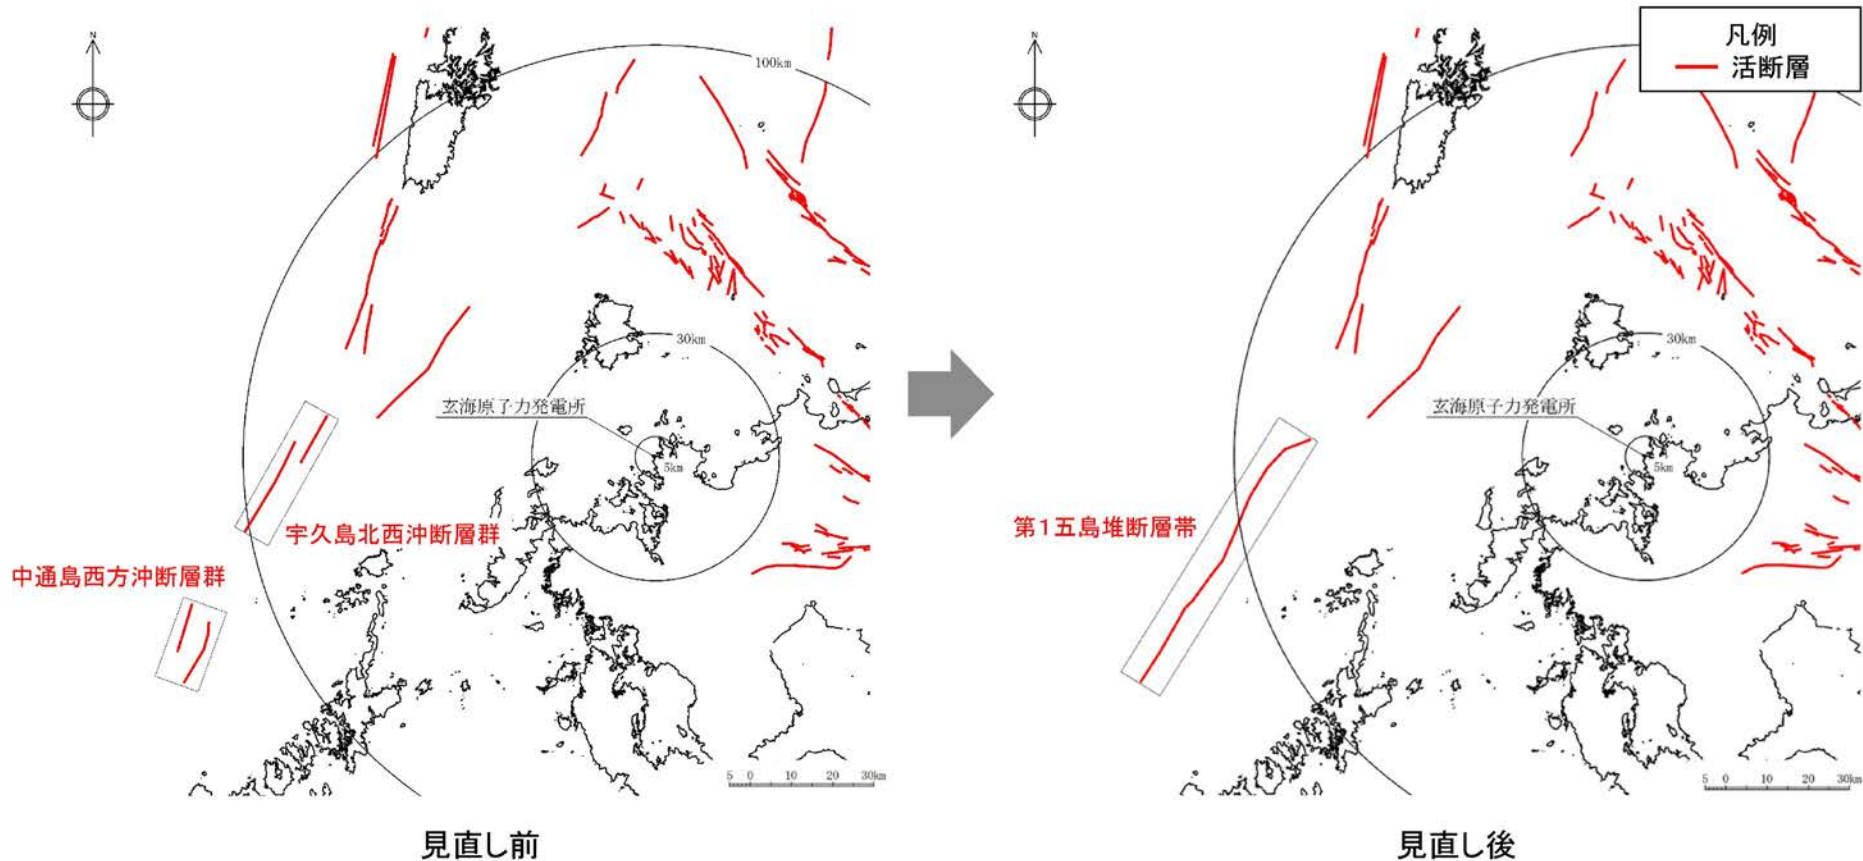 N
100km
30km
玄海原子力発電所
5km
宇久島北西沖断層群
中通島西方沖断層群
5 0 10 20 30km
見直し前
N
凡例
活断層
30km
玄海原子力発電所
5km
第1五島堆断層帯
5 0 10 20 30km
見直し後